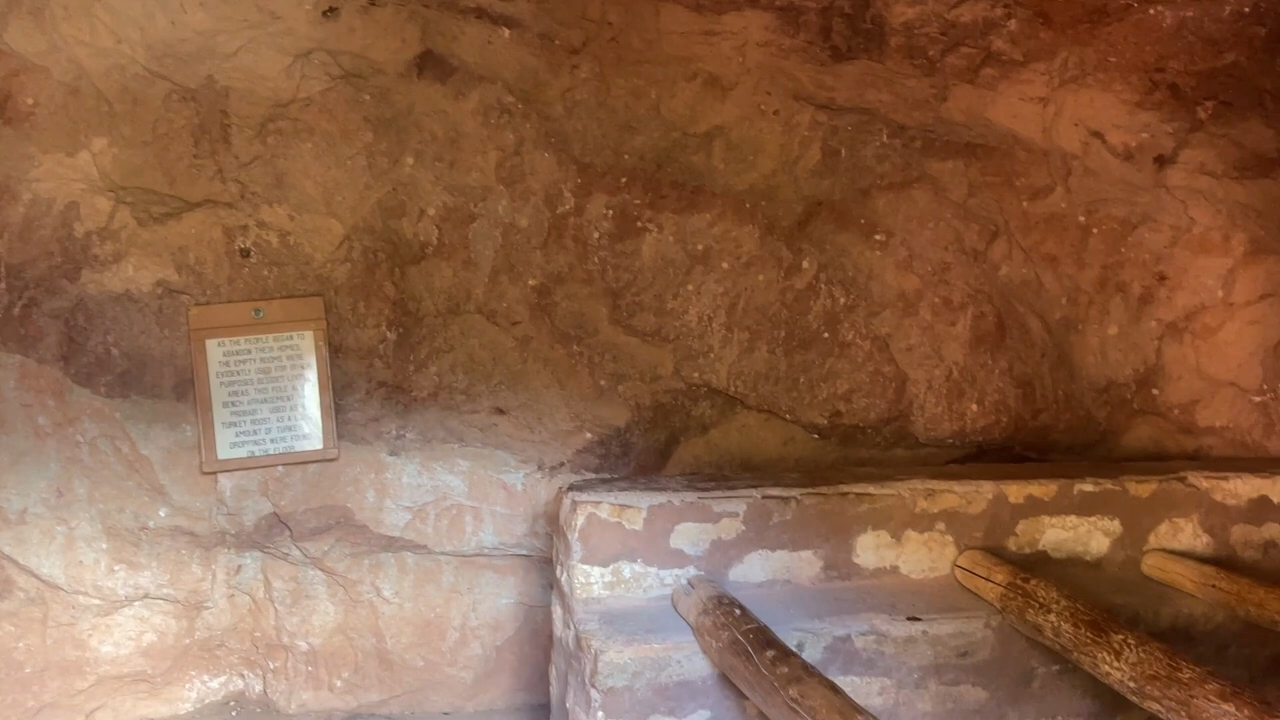 AS THE PEOPLE BEGAN TO
ABANDON THEIR HOMES,
THE EMPTY ROOMS WERE
EVIDENTLY USED FOR
PURPOSES BESIDES
AREAS. THIS POLE
BENCH ARRANGEMENT
PROBABLY USED AS
TURKEY ROOST, AS A
AMOUNT OF TURKEY
DROPPINGS WERE FOUND
ON THE FLOOR